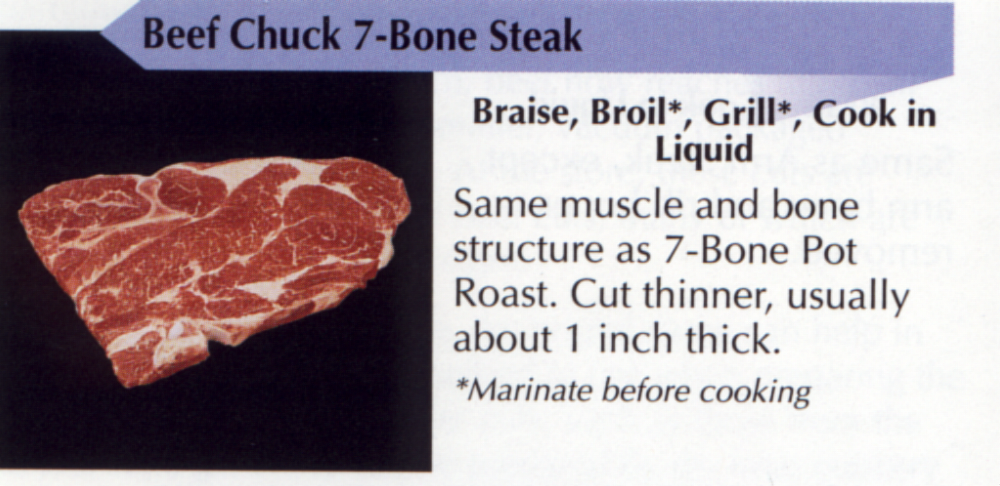 Beef Chuck 7-Bone Steak
Braise, Broil*, Grill*, Cook in
Liquid
Same muscle and bone
structure as 7-Bone Pot
Roast. Cut thinner, usually
about 1 inch thick.
*Marinate before cooking